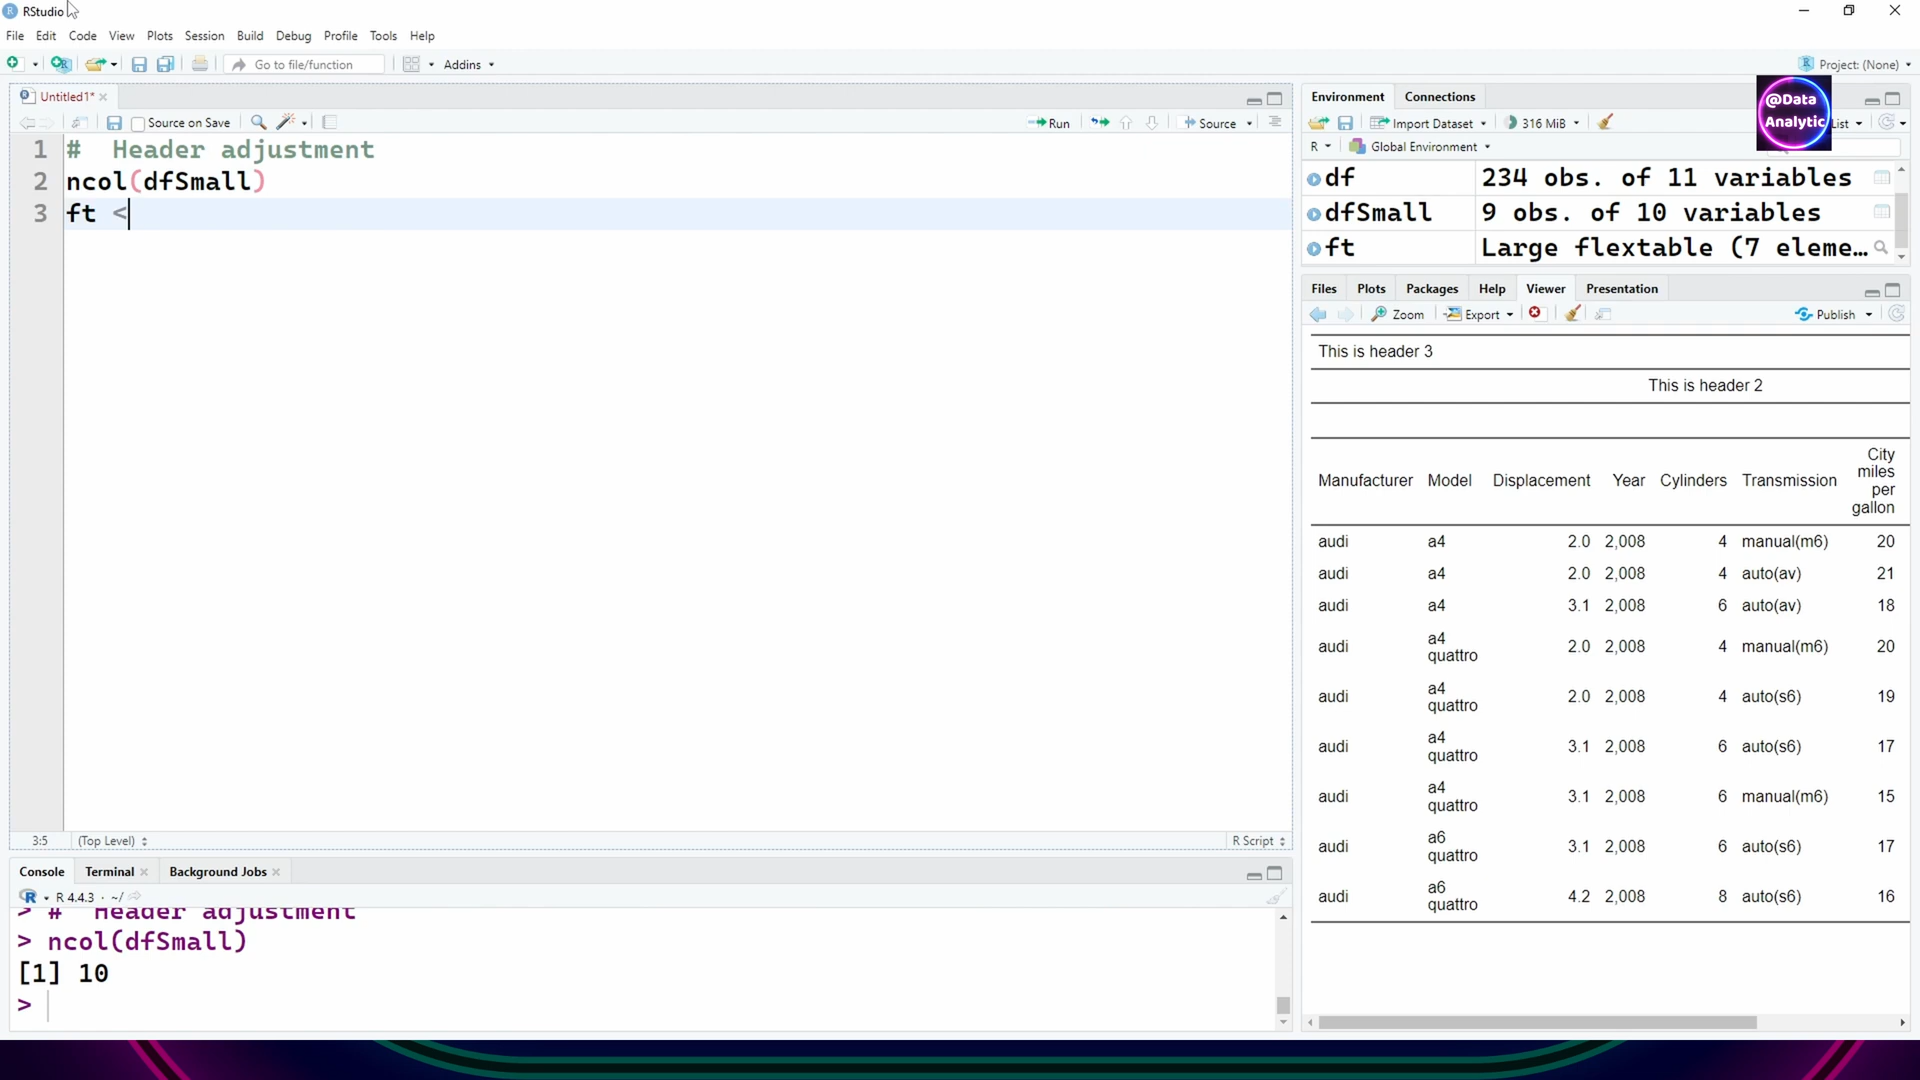 RStudio
File Edit Code View Plots Session Build Debug Profile Tools Help
Go to file/function Addins Project: (None)
Untitled1*
Source on Save Run Source
1 #  Header adjustment
2 ncol(dfSmall)
3 ft <
3:5 (Top Level) R Script
Console Terminal Background Jobs
R 4.4.3 · ~/
> #  Header adjustment
> ncol(dfSmall)
[1] 10
>
Environment Connections
Import Dataset 316 MiB List
@Data
Analytic
R Global Environment
df 234 obs. of 11 variables
dfSmall 9 obs. of 10 variables
ft Large flextable (7 eleme…
Files Plots Packages Help Viewer Presentation
Zoom Export Publish
This is header 3
This is header 2
Manufacturer Model Displacement Year Cylinders Transmission City
miles
per
gallon
audi a4 2.0 2,008 4 manual(m6) 20
audi a4 2.0 2,008 4 auto(av) 21
audi a4 3.1 2,008 6 auto(av) 18
audi a4 quattro 2.0 2,008 4 manual(m6) 20
audi a4 quattro 2.0 2,008 4 auto(s6) 19
audi a4 quattro 3.1 2,008 6 auto(s6) 17
audi a4 quattro 3.1 2,008 6 manual(m6) 15
audi a6 quattro 3.1 2,008 6 auto(s6) 17
audi a6 quattro 4.2 2,008 8 auto(s6) 16